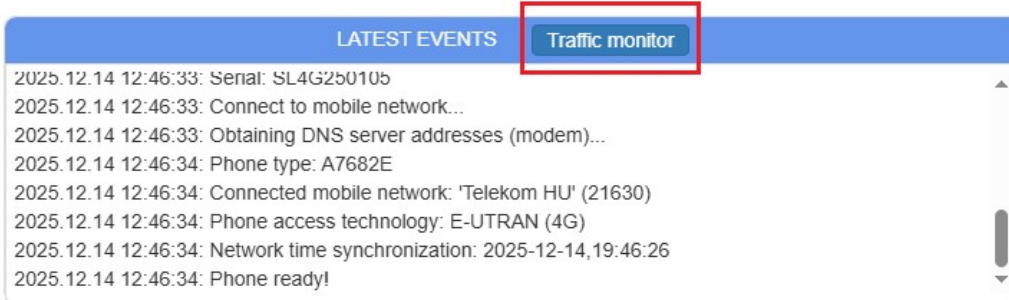 LATEST EVENTS Traffic monitor
2025.12.14 12:46:33: Serial: SL4G250105
2025.12.14 12:46:33: Connect to mobile network...
2025.12.14 12:46:33: Obtaining DNS server addresses (modem)...
2025.12.14 12:46:34: Phone type: A7682E
2025.12.14 12:46:34: Connected mobile network: 'Telekom HU' (21630)
2025.12.14 12:46:34: Phone access technology: E-UTRAN (4G)
2025.12.14 12:46:34: Network time synchronization: 2025-12-14,19:46:26
2025.12.14 12:46:34: Phone ready!